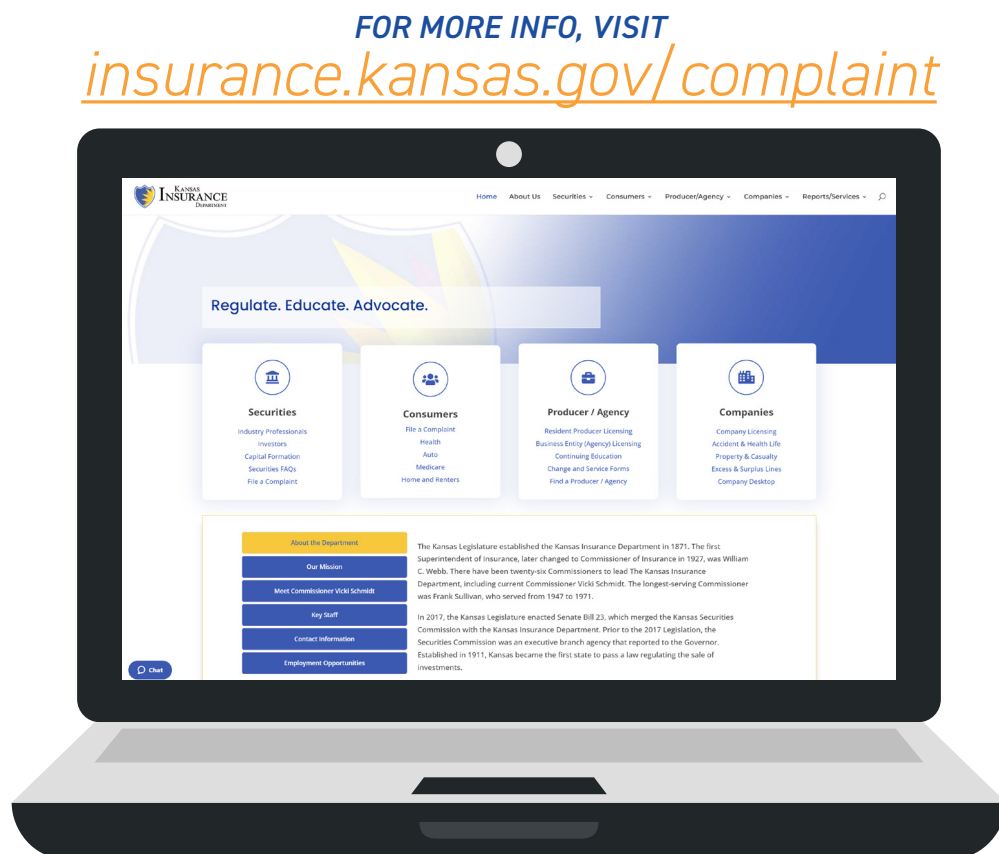 FOR MORE INFO, VISIT
insurance.kansas.gov/complaint
KANSAS
INSURANCE
DEPARTMENT
Home About Us Securities Consumers Producer/Agency Companies Reports/Services
Regulate. Educate. Advocate.
Securities
Industry Professionals
Investors
Capital Formation
Securities FAQs
File a Complaint
Consumers
File a Complaint
Health
Auto
Medicare
Home and Renters
Producer / Agency
Resident Producer Licensing
Business Entity (Agency) Licensing
Continuing Education
Change and Service Forms
Find a Producer / Agency
Companies
Company Licensing
Accident & Health Life
Property & Casualty
Excess & Surplus Lines
Company Desktop
About the Department
Our Mission
Meet Commissioner Vicki Schmidt
Key Staff
Contact Information
Employment Opportunities
The Kansas Legislature established the Kansas Insurance Department in 1871. The first
Superintendent of Insurance, later changed to Commissioner of Insurance in 1927, was William
C. Webb. There have been twenty-six Commissioners to lead The Kansas Insurance
Department, including current Commissioner Vicki Schmidt. The longest-serving Commissioner
was Frank Sullivan, who served from 1947 to 1971.
In 2017, the Kansas Legislature enacted Senate Bill 23, which merged the Kansas Securities
Commission with the Kansas Insurance Department. Prior to the 2017 Legislation, the
Securities Commission was an executive branch agency that reported to the Governor.
Established in 1911, Kansas became the first state to pass a law regulating the sale of
investments.
Chat